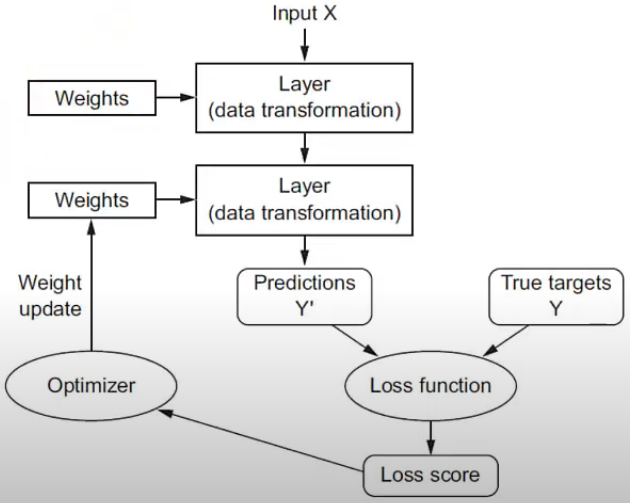 Input X
Layer
(data transformation)
Weights
Layer
(data transformation)
Weights
Weight
update
Predictions
Y'
True targets
Y
Optimizer
Loss function
Loss score